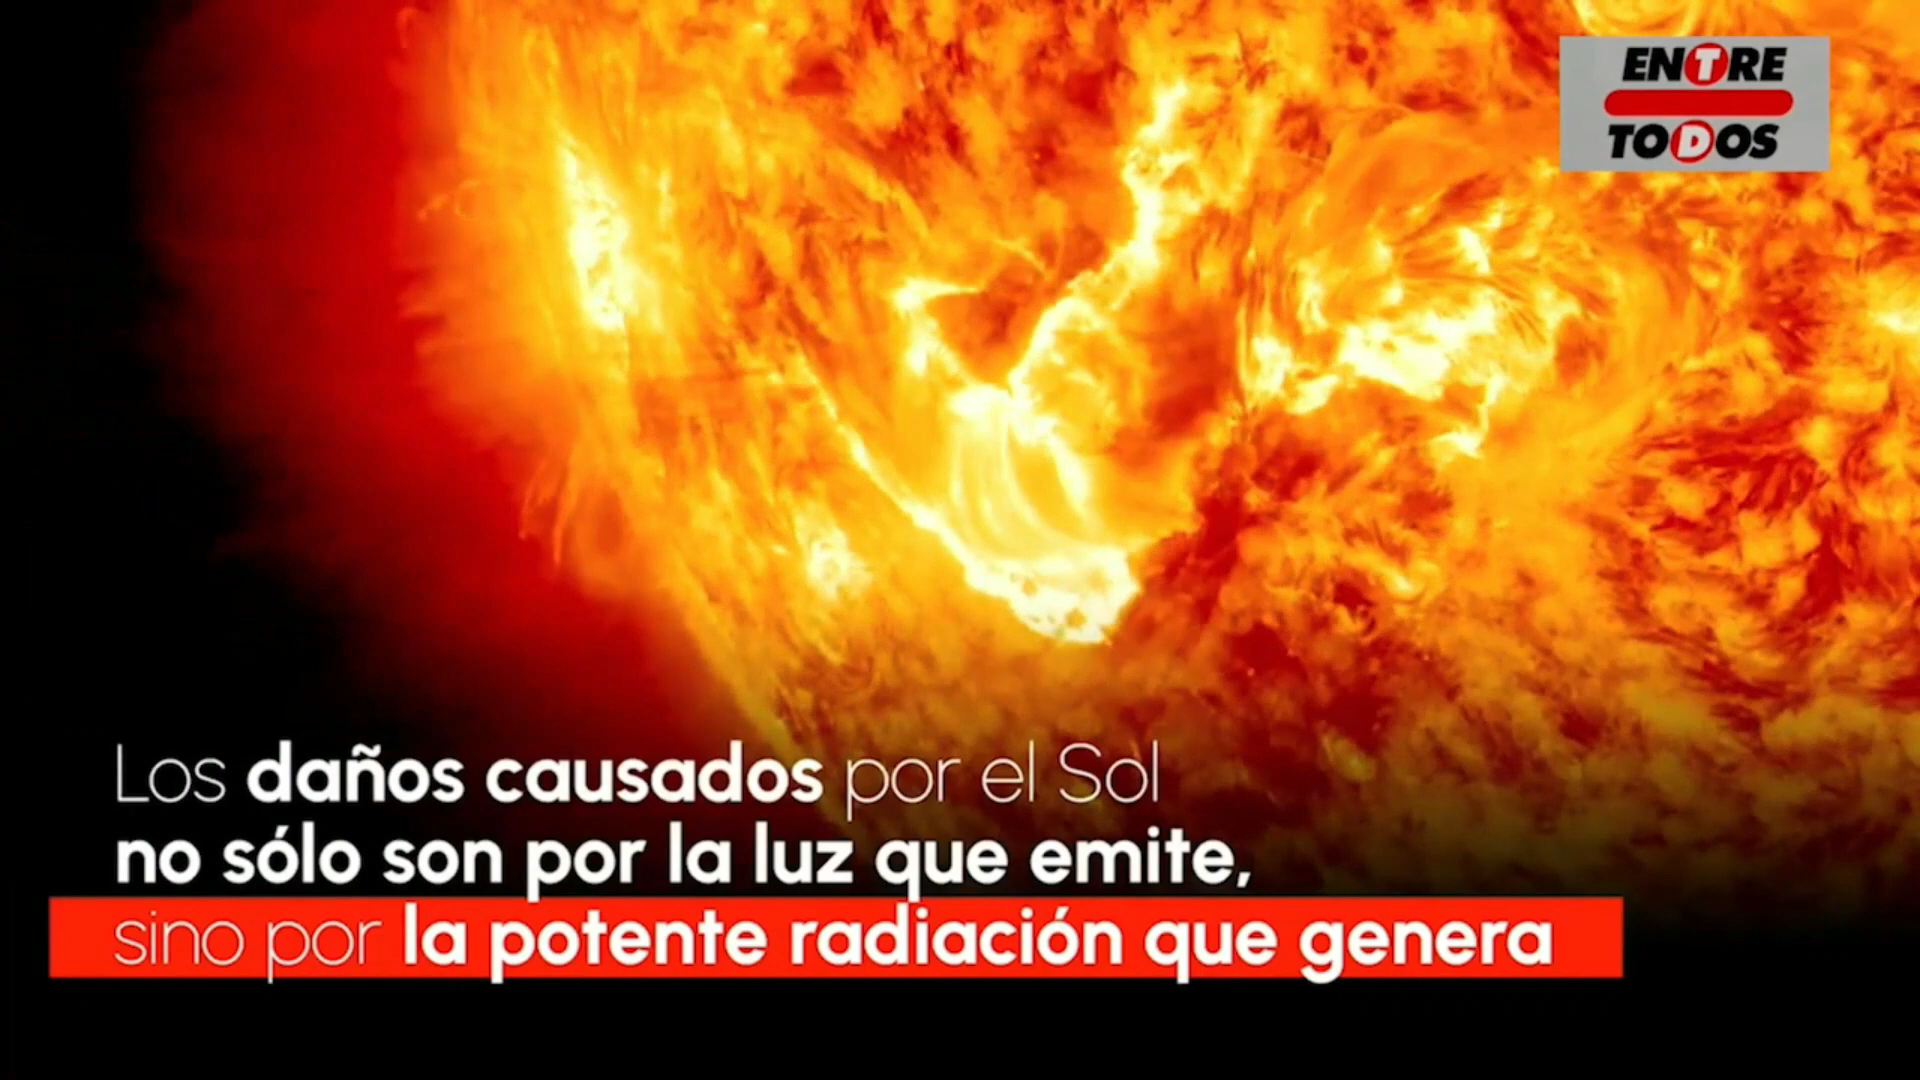 ENTRE
TODOS
Los daños causados por el Sol
no sólo son por la luz que emite,
sino por la potente radiación que genera